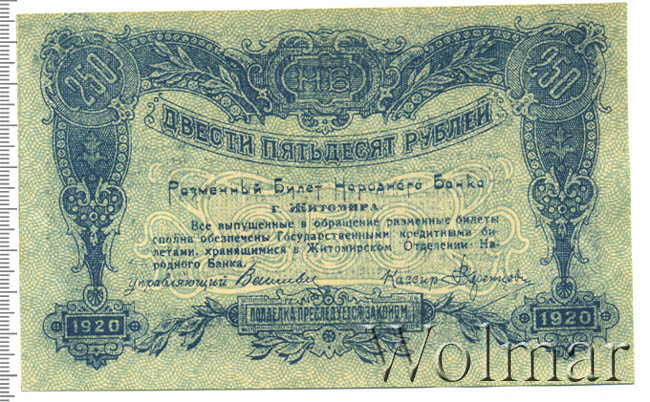 250 НБ 250
ДВЕСТИ ПЯТЬДЕСЯТ РУБЛЕЙ
Разменный Билет Народного Банка
г. Житомира.
Все выпущенные в обращение разменные билеты
сполна обезпечены Государственными кредитными би-
летами, хранящимися в Житомирском Отделении На-
родного Банка.
Управляющий Кассир
1920 ПОДДЕЛКА ПРЕСЛЕДУЕТСЯ ЗАКОНОМ. 1920
Wolmar